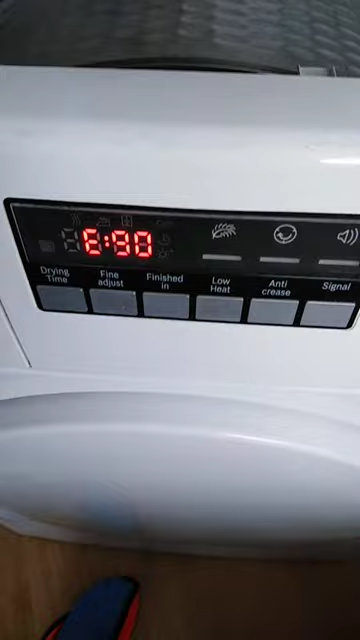 E:90
Drying Time
Fine adjust
Finished in
Low Heat
Anti crease
Signal